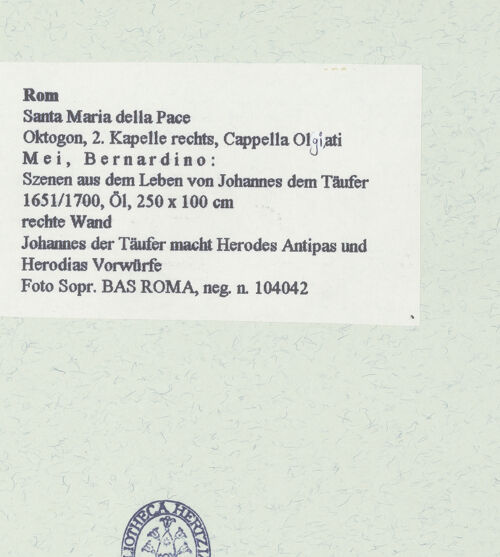 Rom
Santa Maria della Pace
Oktogon, 2. Kapelle rechts, Cappella Olgiati
Mei, Bernardino:
Szenen aus dem Leben von Johannes dem Täufer
1651/1700, Öl, 250 x 100 cm
rechte Wand
Johannes der Täufer macht Herodes Antipas und
Herodias Vorwürfe
Foto Sopr. BAS ROMA, neg. n. 104042